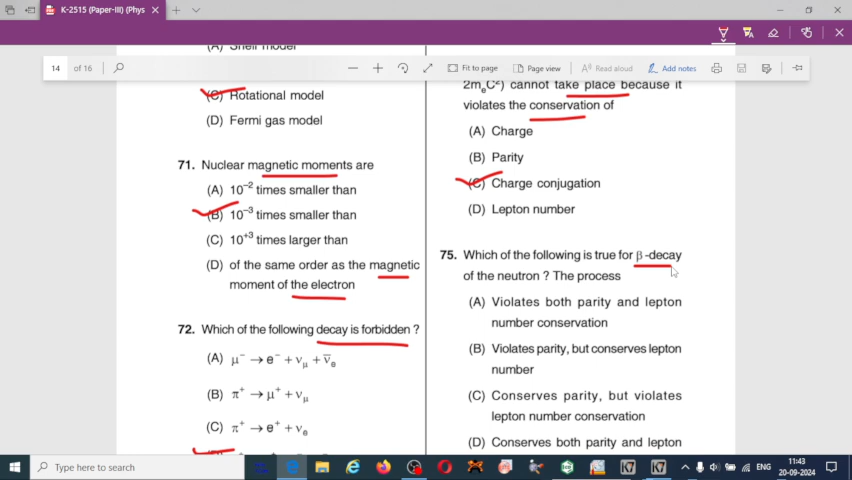 K-2515 (Paper-III) (Phys
14 of 16
Fit to page
Page view
Read aloud
Add notes
(A) Shell model
(C) Rotational model
(D) Fermi gas model
71. Nuclear magnetic moments are
(A) 10⁻² times smaller than
(B) 10⁻³ times smaller than
(C) 10⁺³ times larger than
(D) of the same order as the magnetic
moment of the electron
72. Which of the following decay is forbidden ?
(A) μ⁻ → e⁻ + ν_μ + ν̄_e
(B) π⁺ → μ⁺ + ν_μ
(C) π⁺ → e⁺ + ν_e
2mₑC²) cannot take place because it
violates the conservation of
(A) Charge
(B) Parity
(C) Charge conjugation
(D) Lepton number
75. Which of the following is true for β -decay
of the neutron ? The process
(A) Violates both parity and lepton
number conservation
(B) Violates parity, but conserves lepton
number
(C) Conserves parity, but violates
lepton number conservation
(D) Conserves both parity and lepton
Type here to search
ENG
11:43
20-09-2024